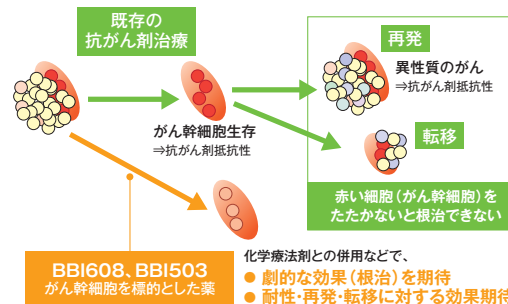 既存の
抗がん剤治療
再発
異性質のがん
⇒抗がん剤抵抗性
がん幹細胞生存
⇒抗がん剤抵抗性
転移
赤い細胞（がん幹細胞）を
たたかないと根治できない
BBI608、BBI503
がん幹細胞を標的とした薬
化学療法剤との併用などで、
● 劇的な効果（根治）を期待
● 耐性・再発・転移に対する効果期待